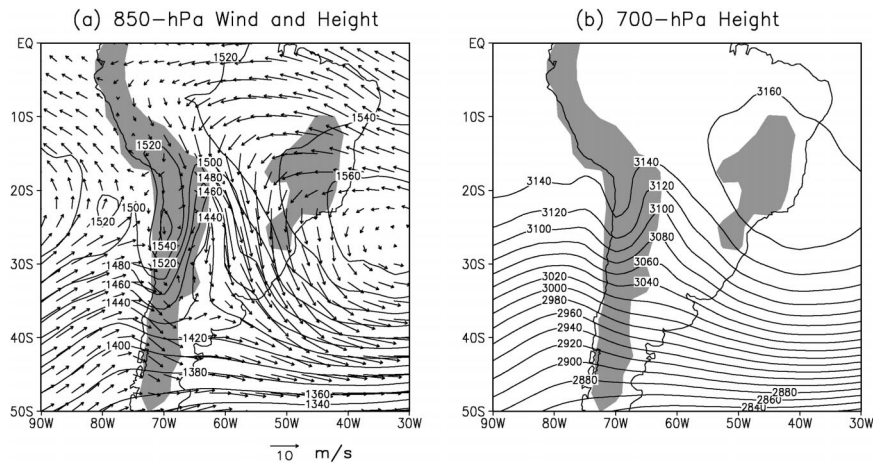 (a) 850-hPa Wind and Height
EQ
10S
20S
30S
40S
50S
90W 80W 70W 60W 50W 40W 30W
1520
1540
1520
1500
1480
1460
1440
1560
1500
1520
1540
1520
1480
1460
1440
1420
1400
1380
1360
1340
10 m/s
(b) 700-hPa Height
EQ
10S
20S
30S
40S
50S
90W 80W 70W 60W 50W 40W 30W
3160
3140
3140
3120
3100
3120
3100
3080
3060
3040
3020
3000
2980
2960
2940
2920
2900
2880
2880
2860
2840